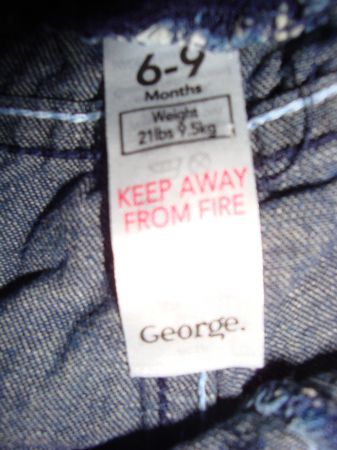 6-9
Months
Weight
21lbs 9.5kg
KEEP AWAY
FROM FIRE
George.